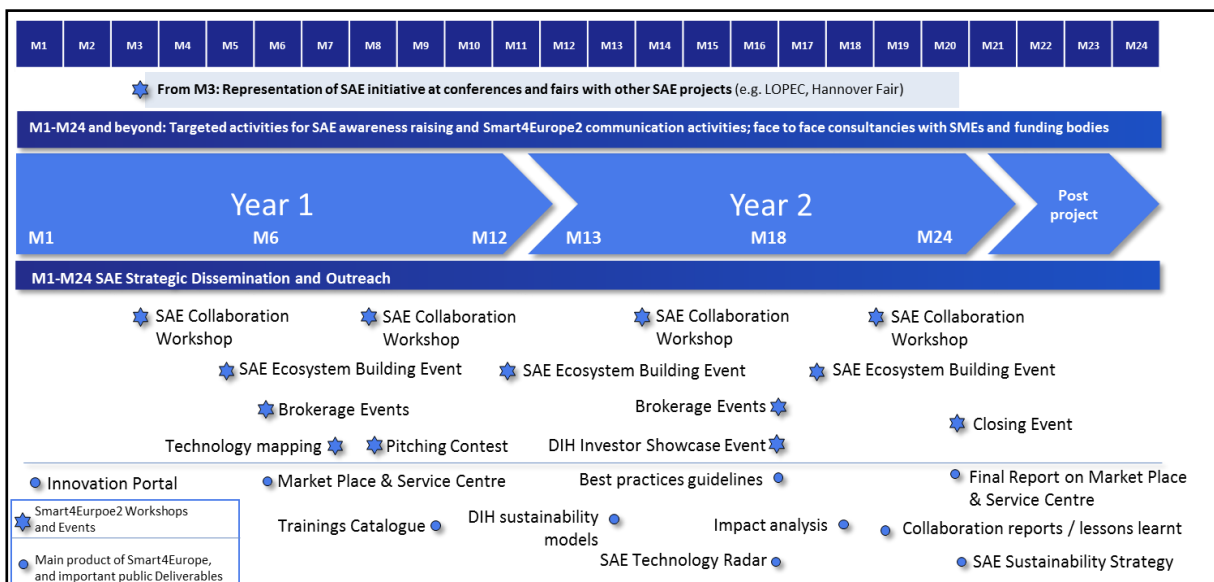 M1 M2 M3 M4 M5 M6 M7 M8 M9 M10 M11 M12 M13 M14 M15 M16 M17 M18 M19 M20 M21 M22 M23 M24
From M3: Representation of SAE initiative at conferences and fairs with other SAE projects (e.g. LOPEC, Hannover Fair)
M1-M24 and beyond: Targeted activities for SAE awareness raising and Smart4Europe2 communication activities; face to face consultancies with SMEs and funding bodies
Year 1
M1 M6 M12
Year 2
M13 M18 M24
Post
project
M1-M24 SAE Strategic Dissemination and Outreach
SAE Collaboration
Workshop
SAE Collaboration
Workshop
SAE Collaboration
Workshop
SAE Collaboration
Workshop
SAE Ecosystem Building Event
SAE Ecosystem Building Event
SAE Ecosystem Building Event
Brokerage Events
Brokerage Events
Closing Event
Technology mapping
Pitching Contest
DIH Investor Showcase Event
Innovation Portal
Market Place & Service Centre
Best practices guidelines
Final Report on Market Place
& Service Centre
Trainings Catalogue
DIH sustainability
models
Impact analysis
Collaboration reports / lessons learnt
SAE Technology Radar
SAE Sustainability Strategy
Smart4Eurpoe2 Workshops
and Events
Main product of Smart4Europe,
and important public Deliverables